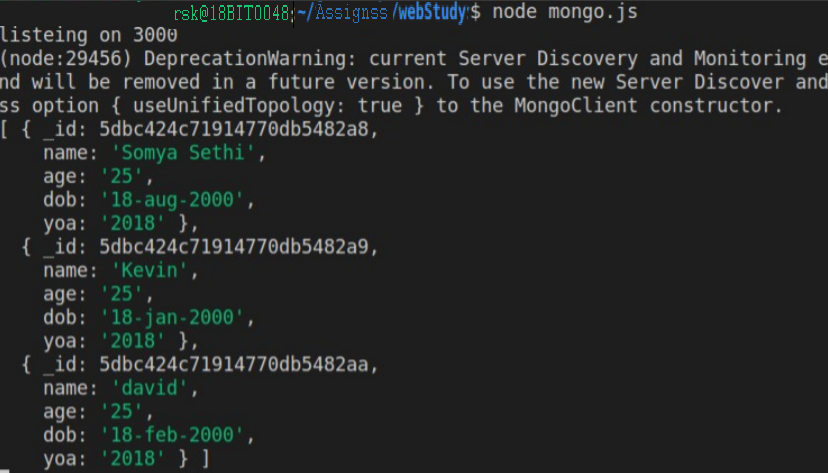 rsk@18BIT0048:~/Assignss/webStudy$ node mongo.js
listeing on 3000
(node:29456) DeprecationWarning: current Server Discovery and Monitoring e
nd will be removed in a future version. To use the new Server Discover and
ss option { useUnifiedTopology: true } to the MongoClient constructor.
[ { _id: 5dbc424c71914770db5482a8,
name: 'Somya Sethi',
age: '25',
dob: '18-aug-2000',
yoa: '2018' },
{ _id: 5dbc424c71914770db5482a9,
name: 'Kevin',
age: '25',
dob: '18-jan-2000',
yoa: '2018' },
{ _id: 5dbc424c71914770db5482aa,
name: 'david',
age: '25',
dob: '18-feb-2000',
yoa: '2018' } ]